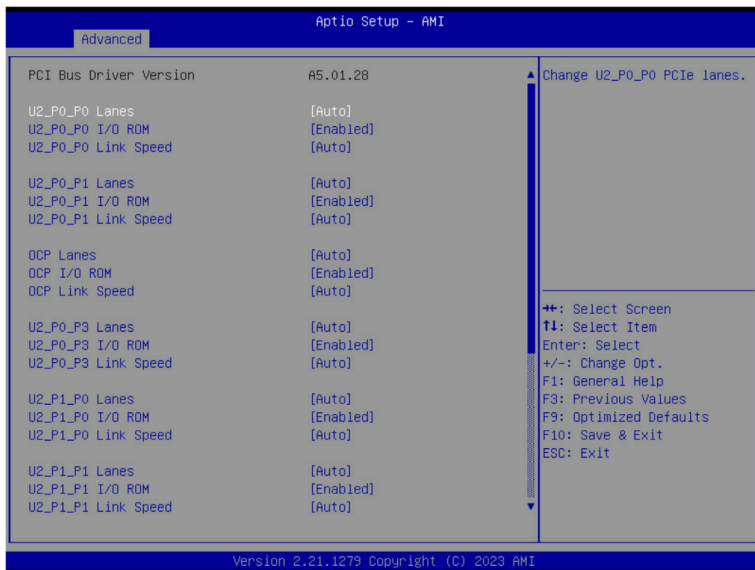 Aptio Setup – AMI
Advanced
PCI Bus Driver Version A5.01.28
U2_P0_P0 Lanes [Auto]
U2_P0_P0 I/O ROM [Enabled]
U2_P0_P0 Link Speed [Auto]
U2_P0_P1 Lanes [Auto]
U2_P0_P1 I/O ROM [Enabled]
U2_P0_P1 Link Speed [Auto]
OCP Lanes [Auto]
OCP I/O ROM [Enabled]
OCP Link Speed [Auto]
U2_P0_P3 Lanes [Auto]
U2_P0_P3 I/O ROM [Enabled]
U2_P0_P3 Link Speed [Auto]
U2_P1_P0 Lanes [Auto]
U2_P1_P0 I/O ROM [Enabled]
U2_P1_P0 Link Speed [Auto]
U2_P1_P1 Lanes [Auto]
U2_P1_P1 I/O ROM [Enabled]
U2_P1_P1 Link Speed [Auto]
Change U2_P0_P0 PCIe lanes.
→←: Select Screen
↑↓: Select Item
Enter: Select
+/-: Change Opt.
F1: General Help
F3: Previous Values
F9: Optimized Defaults
F10: Save & Exit
ESC: Exit
Version 2.21.1279 Copyright (C) 2023 AMI